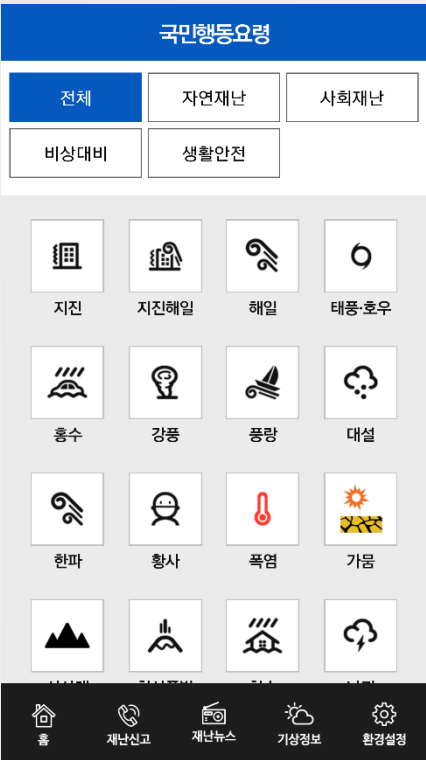 국민행동요령
전체 자연재난 사회재난
비상대비 생활안전
지진 지진해일 해일 태풍·호우
홍수 강풍 풍랑 대설
한파 황사 폭염 가뭄
홈 재난신고 재난뉴스 기상정보 환경설정